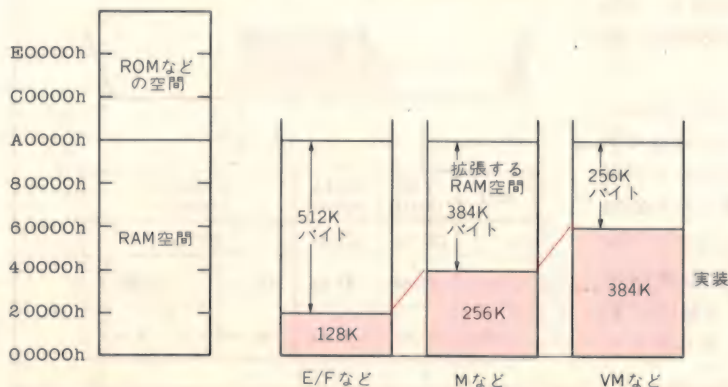 E0000h
ROMなど
の空間
C0000h
A0000h
80000h
RAM空間
60000h
40000h
20000h
00000h
512K
バイト
128K
E/Fなど
拡張する
RAM空間
384K
バイト
256K
Mなど
256K
バイト
384K
VMなど
実装